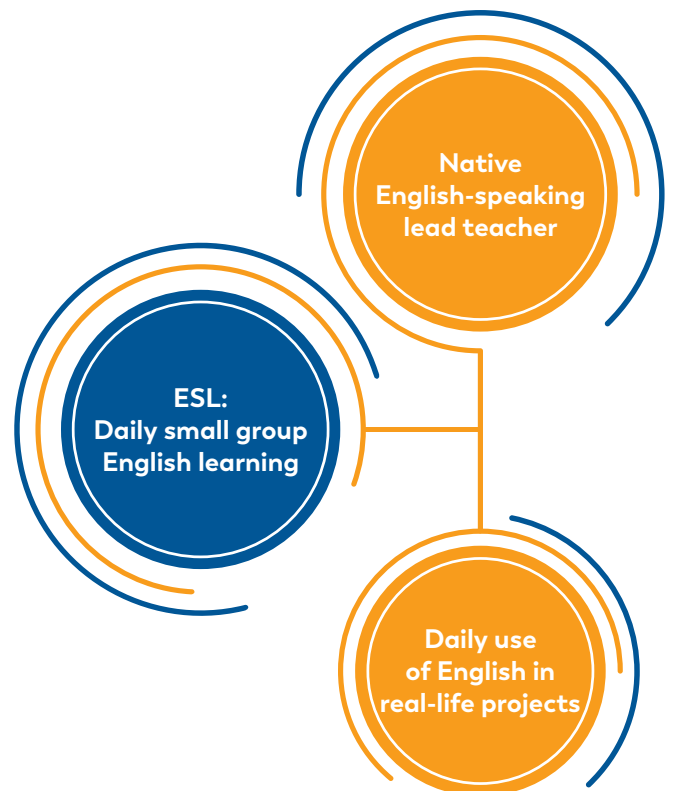 Native
English-speaking
lead teacher
ESL:
Daily small group
English learning
Daily use
of English in
real-life projects